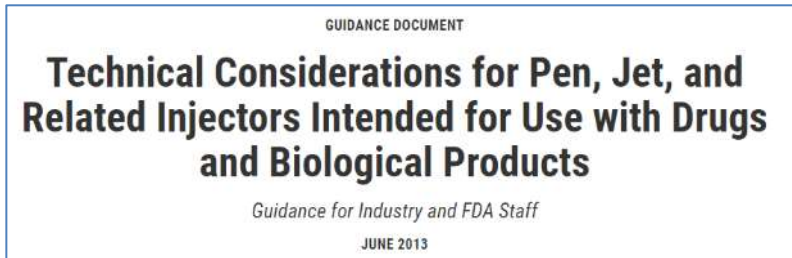 GUIDANCE DOCUMENT
Technical Considerations for Pen, Jet, and
Related Injectors Intended for Use with Drugs
and Biological Products
Guidance for Industry and FDA Staff
JUNE 2013